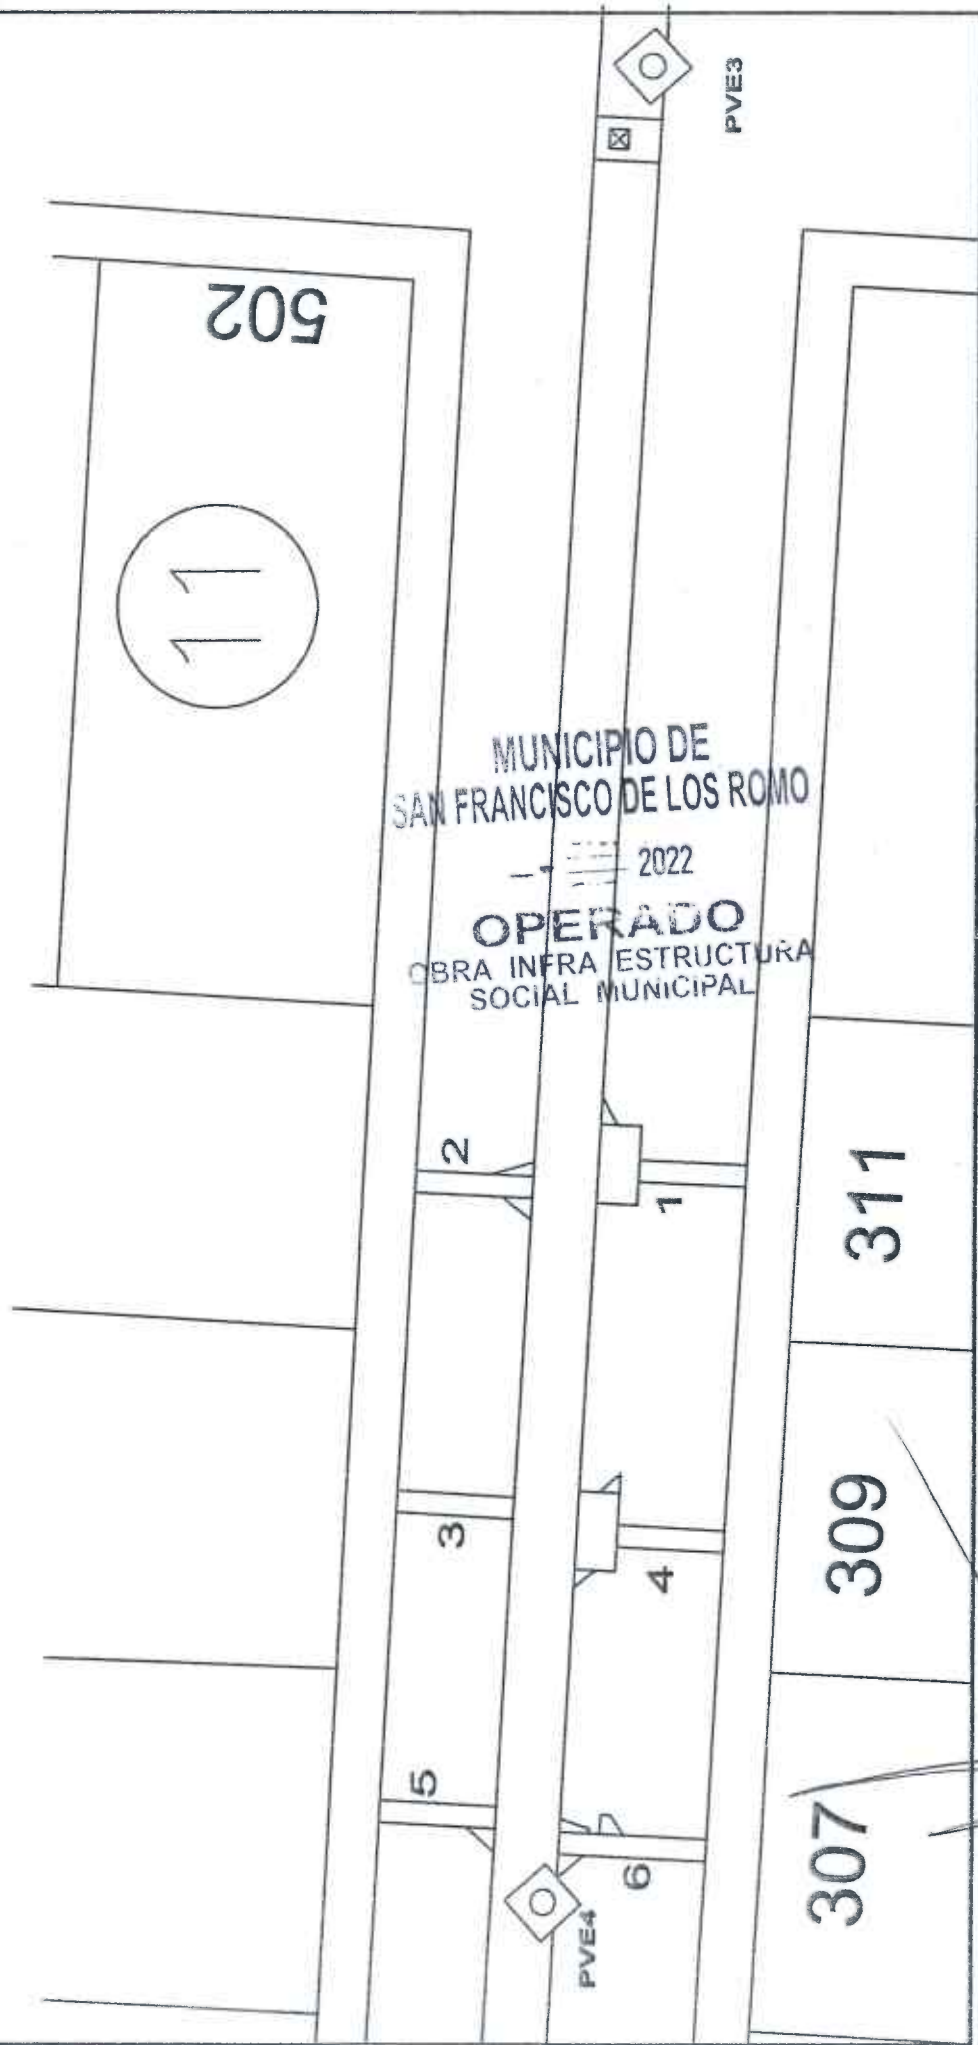 PVE3
502
11
MUNICIPIO DE
SAN FRANCISCO DE LOS ROMO
2022
OPERADO
OBRA INFRA ESTRUCTURA
SOCIAL MUNICIPAL
2
1
311
3
4
309
5
6
307
PVE4